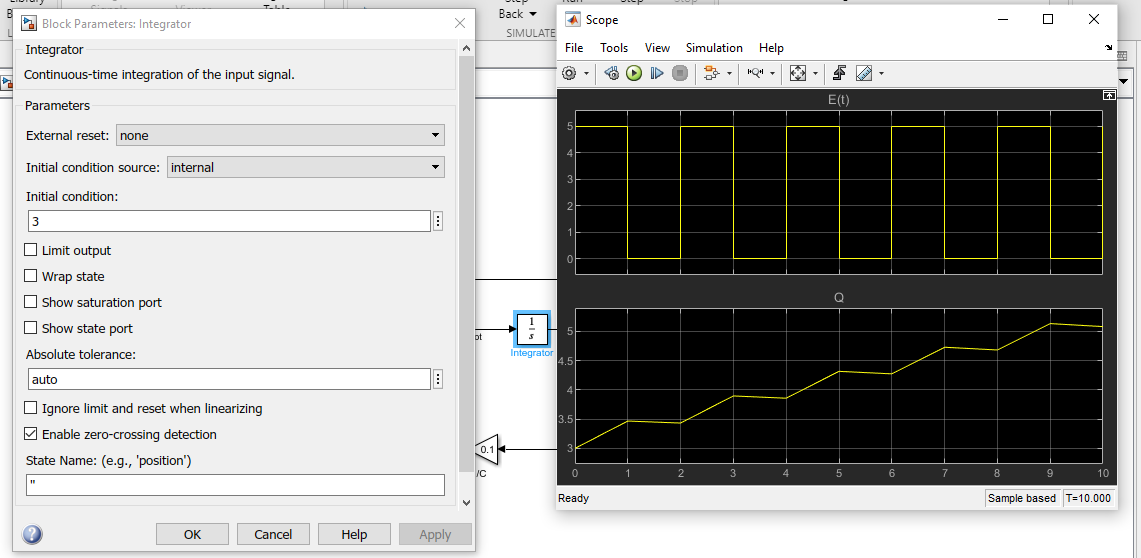 Library
Table
Step
Run
Step
Stop
Back
SIMULATE
Block Parameters: Integrator
Integrator
Continuous-time integration of the input signal.
Parameters
External reset: none
Initial condition source: internal
Initial condition:
3
Limit output
Wrap state
Show saturation port
Show state port
Absolute tolerance:
auto
Ignore limit and reset when linearizing
Enable zero-crossing detection
State Name: (e.g., 'position')
''
OK Cancel Help Apply
1
s
Integrator
0.1
/C
Scope
File Tools View Simulation Help
E(t)
5
4
3
2
1
0
Q
5
4.5
4
3.5
3
0 1 2 3 4 5 6 7 8 9 10
Ready Sample based T=10.000